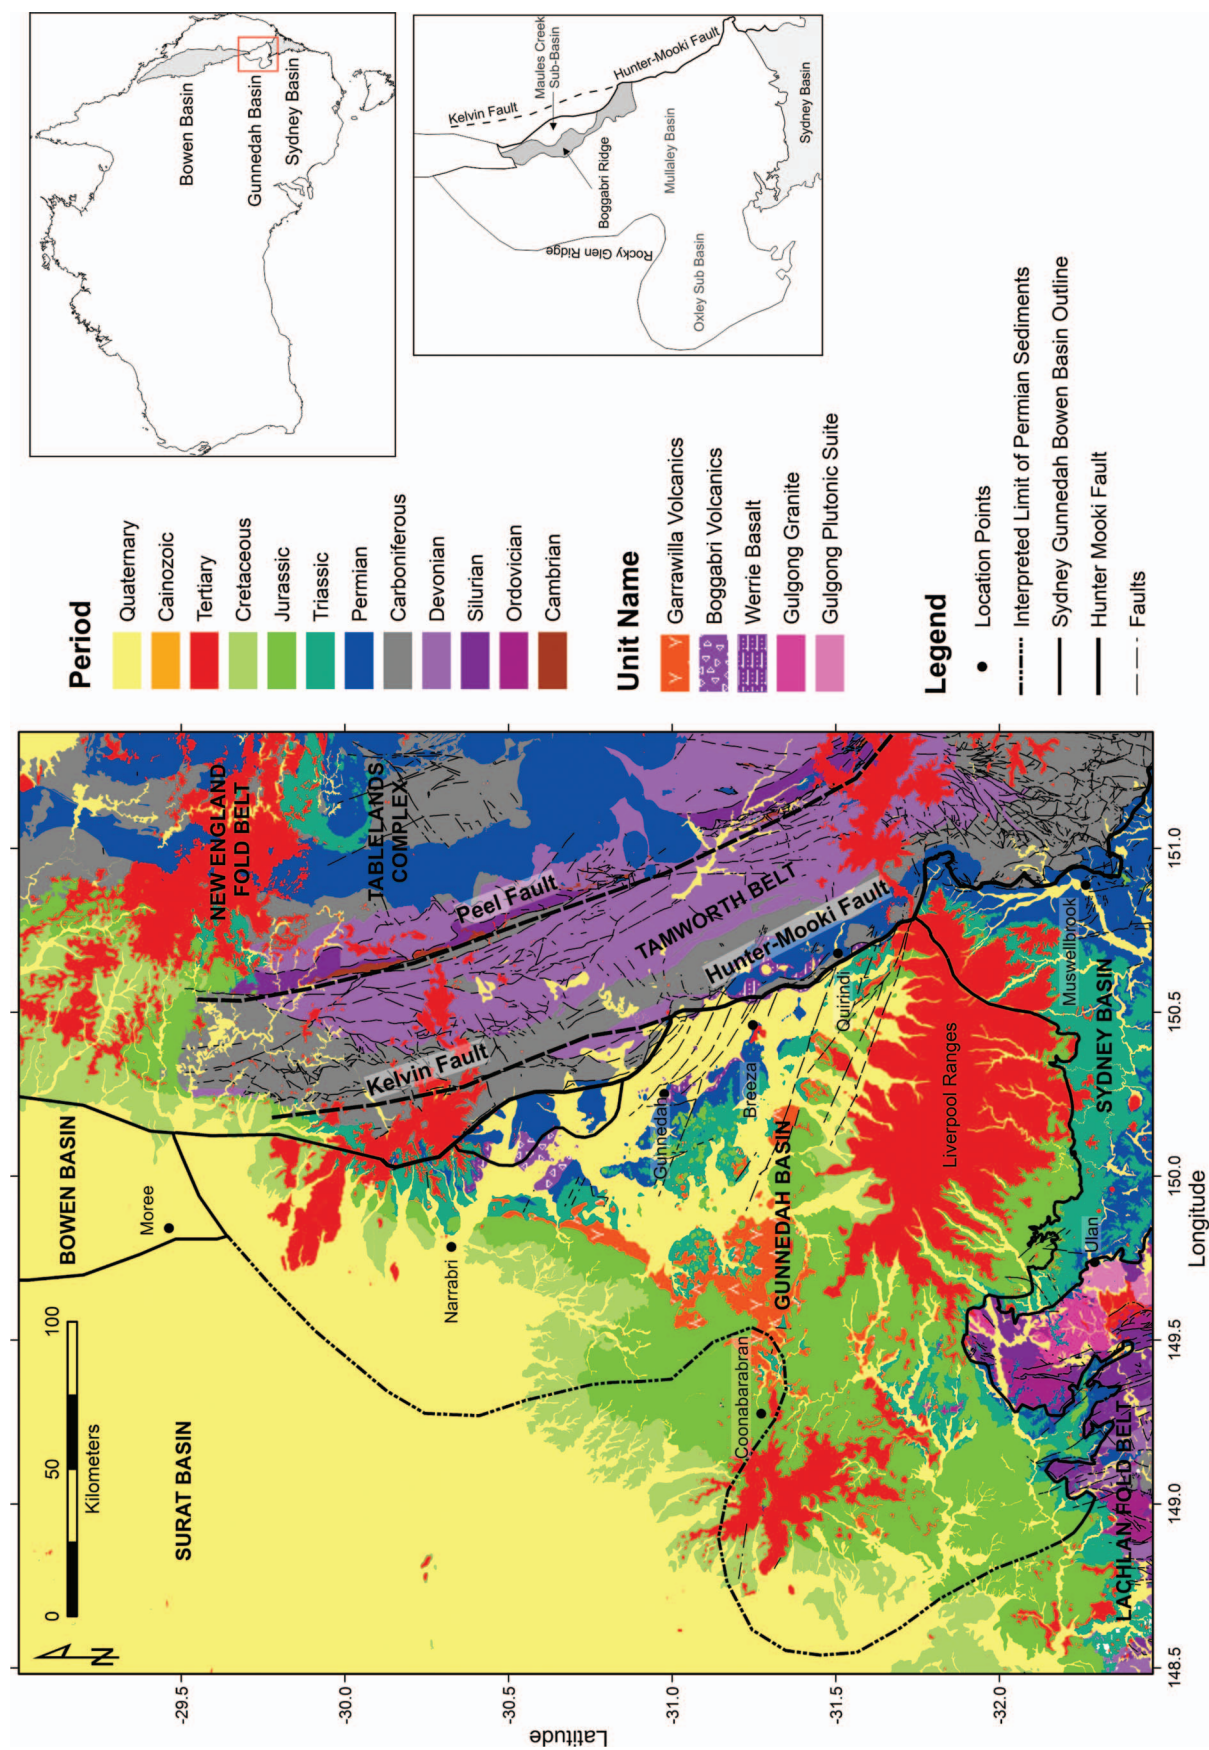 SURAT BASIN
BOWEN BASIN
NEW ENGLAND
FOLD BELT
TABLELANDS
COMPLEX
Peel Fault
TAMWORTH BELT
Kelvin Fault
Hunter-Mooki Fault
GUNNEDAH BASIN
SYDNEY BASIN
LACHLAN FOLD BELT
Moree
Narrabri
Gunnedah
Breeza
Quirindi
Coonabarabran
Liverpool Ranges
Muswellbrook
Ulan
N
0
50
100
Kilometers
Latitude
-29.5
-30.0
-30.5
-31.0
-31.5
-32.0
148.5
149.0
149.5
150.0
150.5
151.0
Longitude
Period
Quaternary
Cainozoic
Tertiary
Cretaceous
Jurassic
Triassic
Permian
Carboniferous
Devonian
Silurian
Ordovician
Cambrian
Unit Name
Garrawilla Volcanics
Boggabri Volcanics
Werrie Basalt
Gulgong Granite
Gulgong Plutonic Suite
Legend
Location Points
Interpreted Limit of Permian Sediments
Sydney Gunnedah Bowen Basin Outline
Hunter Mooki Fault
Faults
Bowen Basin
Gunnedah Basin
Sydney Basin
Kelvin Fault
Maules Creek
Sub-Basin
Hunter-Mooki Fault
Boggabri Ridge
Rocky Glen Ridge
Mullaley Basin
Oxley Sub Basin
Sydney Basin